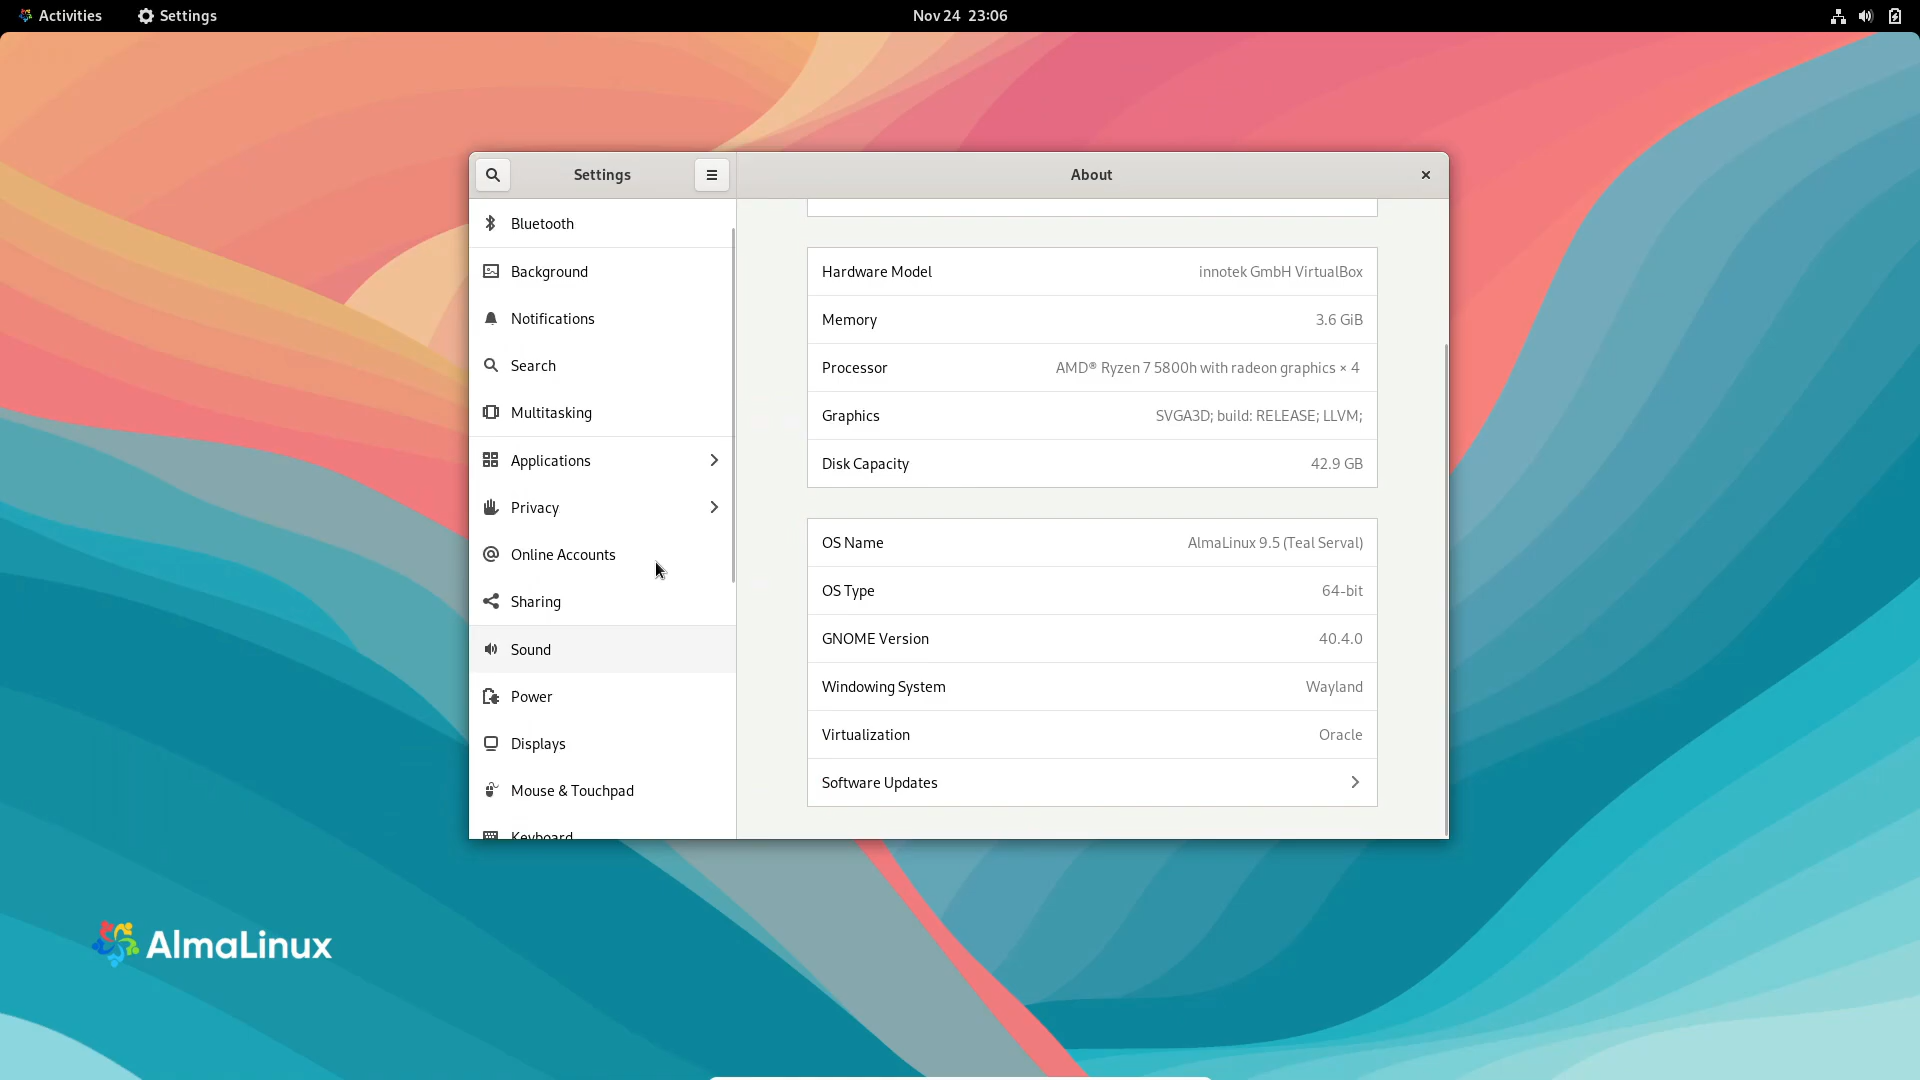 Activities
Settings
Nov 24 23:06
Settings
About
Bluetooth
Background
Notifications
Search
Multitasking
Applications
Privacy
Online Accounts
Sharing
Sound
Power
Displays
Mouse & Touchpad
Keyboard
Hardware Model innotek GmbH VirtualBox
Memory 3.6 GiB
Processor AMD® Ryzen 7 5800h with radeon graphics × 4
Graphics SVGA3D; build: RELEASE; LLVM;
Disk Capacity 42.9 GB
OS Name AlmaLinux 9.5 (Teal Serval)
OS Type 64-bit
GNOME Version 40.4.0
Windowing System Wayland
Virtualization Oracle
Software Updates
AlmaLinux